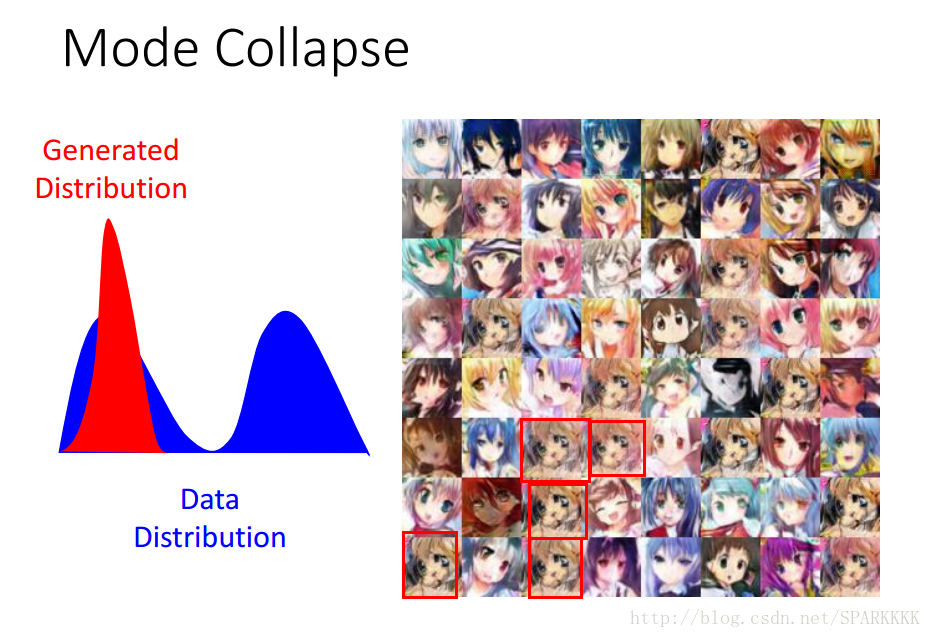 Mode Collapse
Generated
Distribution
Data
Distribution
http://blog.csdn.net/SPARKKKK